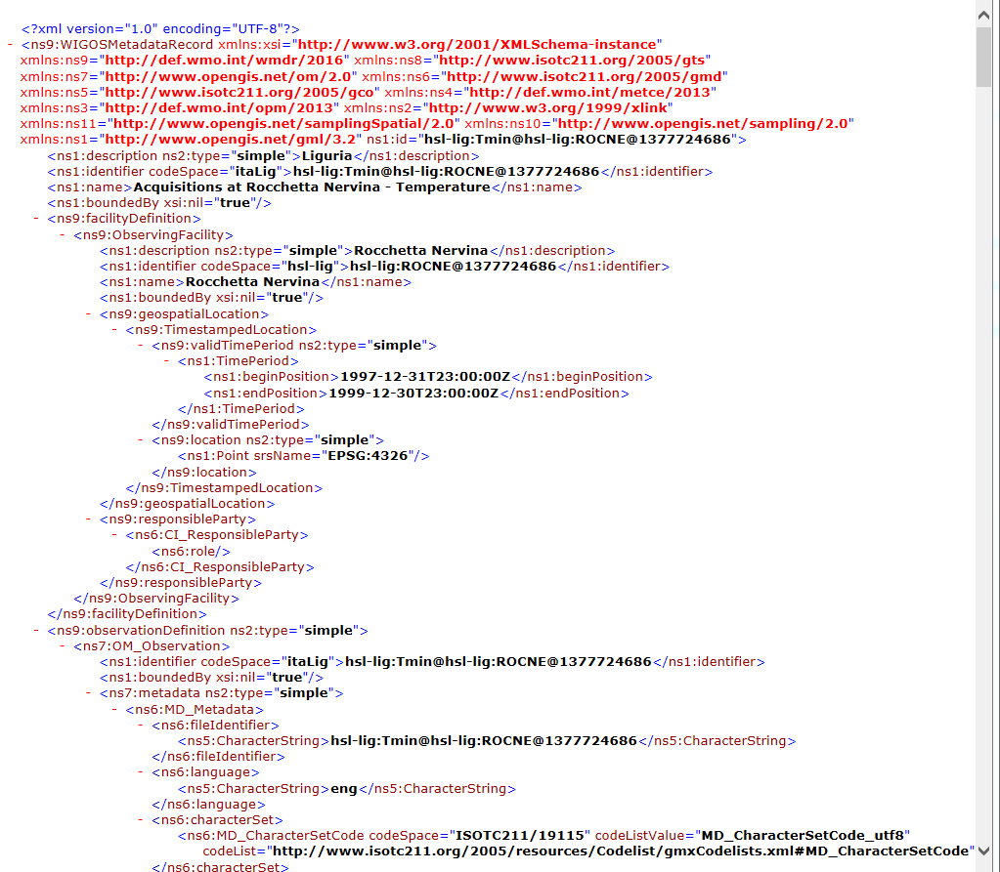 <?xml version="1.0" encoding="UTF-8"?>
- <ns9:WIGOSMetadataRecord xmlns:xsi="http://www.w3.org/2001/XMLSchema-instance"
xmlns:ns9="http://def.wmo.int/wmdr/2016" xmlns:ns8="http://www.isotc211.org/2005/gts"
xmlns:ns7="http://www.opengis.net/om/2.0" xmlns:ns6="http://www.isotc211.org/2005/gmd"
xmlns:ns5="http://www.isotc211.org/2005/gco" xmlns:ns4="http://def.wmo.int/metce/2013"
xmlns:ns3="http://def.wmo.int/opm/2013" xmlns:ns2="http://www.w3.org/1999/xlink"
xmlns:ns11="http://www.opengis.net/samplingSpatial/2.0" xmlns:ns10="http://www.opengis.net/sampling/2.0"
xmlns:ns1="http://www.opengis.net/gml/3.2" ns1:id="hsl-lig:Tmin@hsl-lig:ROCNE@1377724686">
<ns1:description ns2:type="simple">Liguria</ns1:description>
<ns1:identifier codeSpace="itaLig">hsl-lig:Tmin@hsl-lig:ROCNE@1377724686</ns1:identifier>
<ns1:name>Acquisitions at Rocchetta Nervina - Temperature</ns1:name>
<ns1:boundedBy xsi:nil="true"/>
- <ns9:facilityDefinition>
- <ns9:ObservingFacility>
<ns1:description ns2:type="simple">Rocchetta Nervina</ns1:description>
<ns1:identifier codeSpace="hsl-lig">hsl-lig:ROCNE@1377724686</ns1:identifier>
<ns1:name>Rocchetta Nervina</ns1:name>
<ns1:boundedBy xsi:nil="true"/>
- <ns9:geospatialLocation>
- <ns9:TimestampedLocation>
- <ns9:validTimePeriod ns2:type="simple">
- <ns1:TimePeriod>
<ns1:beginPosition>1997-12-31T23:00:00Z</ns1:beginPosition>
<ns1:endPosition>1999-12-30T23:00:00Z</ns1:endPosition>
</ns1:TimePeriod>
</ns9:validTimePeriod>
- <ns9:location ns2:type="simple">
<ns1:Point srsName="EPSG:4326"/>
</ns9:location>
</ns9:TimestampedLocation>
</ns9:geospatialLocation>
- <ns9:responsibleParty>
- <ns6:CI_ResponsibleParty>
<ns6:role/>
</ns6:CI_ResponsibleParty>
</ns9:responsibleParty>
</ns9:ObservingFacility>
</ns9:facilityDefinition>
- <ns9:observationDefinition ns2:type="simple">
- <ns7:OM_Observation>
<ns1:identifier codeSpace="itaLig">hsl-lig:Tmin@hsl-lig:ROCNE@1377724686</ns1:identifier>
<ns1:boundedBy xsi:nil="true"/>
- <ns7:metadata ns2:type="simple">
- <ns6:MD_Metadata>
- <ns6:fileIdentifier>
<ns5:CharacterString>hsl-lig:Tmin@hsl-lig:ROCNE@1377724686</ns5:CharacterString>
</ns6:fileIdentifier>
- <ns6:language>
<ns5:CharacterString>eng</ns5:CharacterString>
</ns6:language>
- <ns6:characterSet>
<ns6:MD_CharacterSetCode codeSpace="ISOTC211/19115" codeListValue="MD_CharacterSetCode_utf8"
codeList="http://www.isotc211.org/2005/resources/Codelist/gmxCodelists.xml#MD_CharacterSetCode"
</ns6:characterSet>